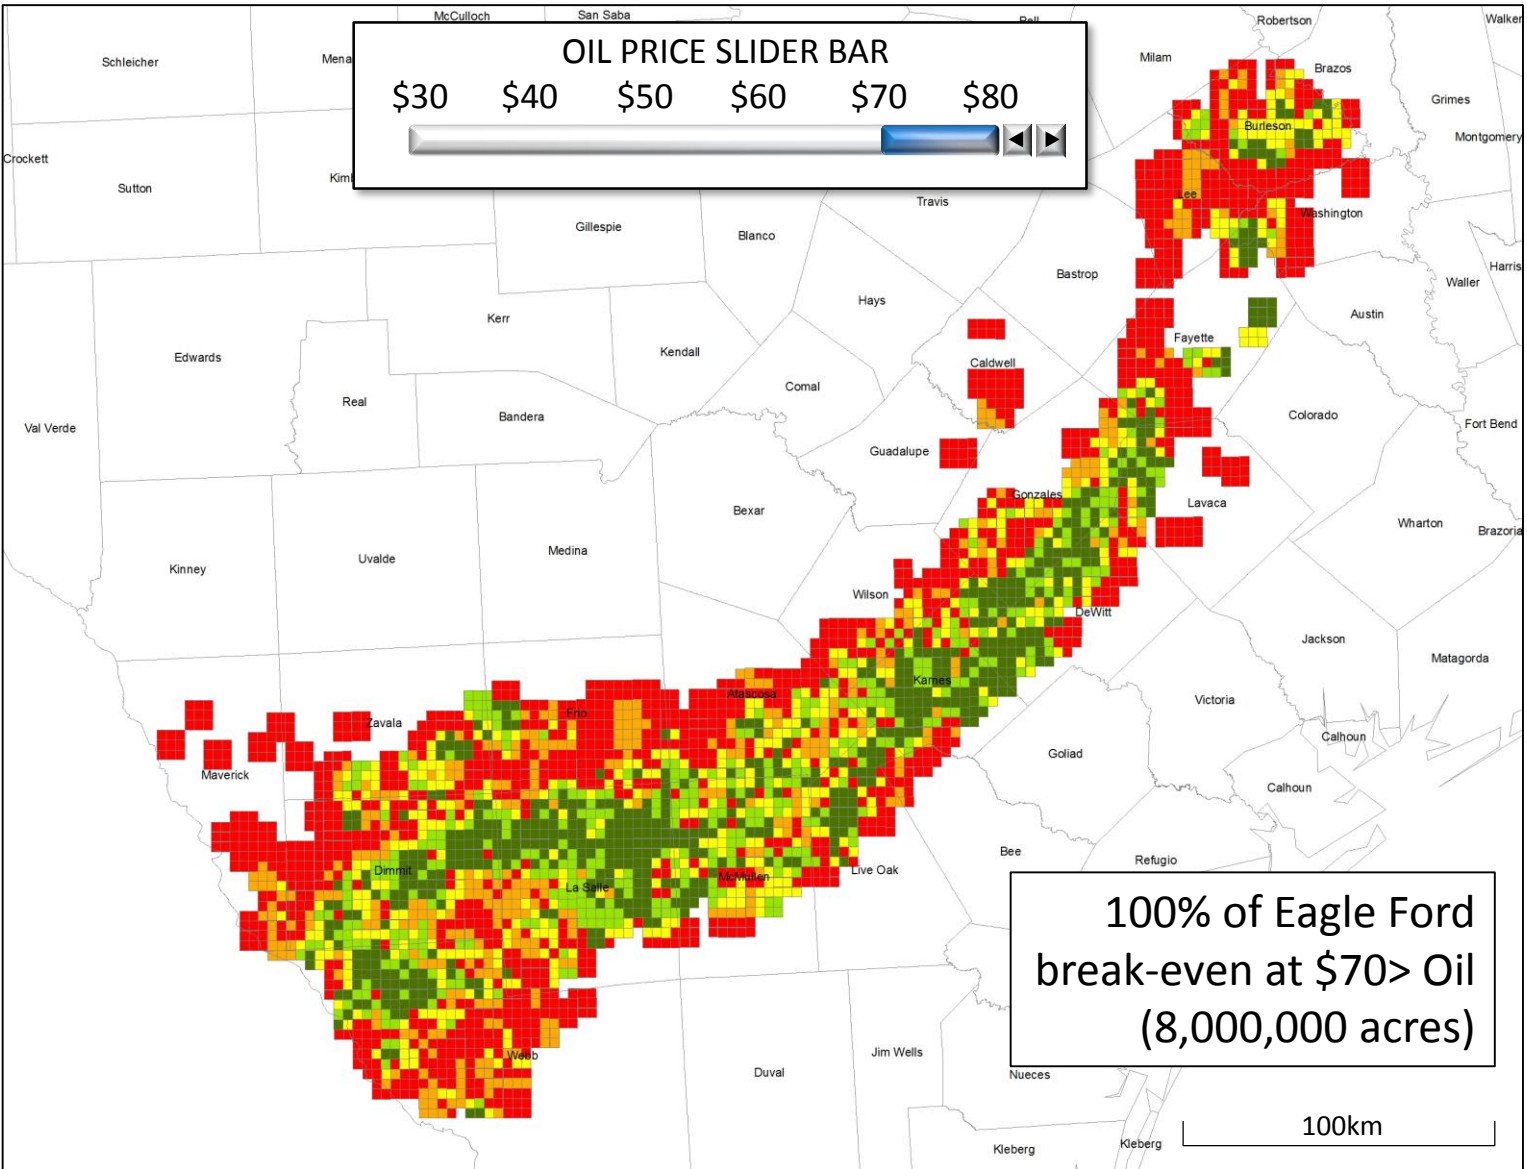 McCulloch
San Saba
Robertson
Walker
Schleicher
Milam
Brazos
OIL PRICE SLIDER BAR
$30 $40 $50 $60 $70 $80
Grimes
Burleson
Montgomery
Crockett
Sutton
Lee
Travis
Washington
Gillespie
Blanco
Bastrop
Harris
Waller
Hays
Austin
Kerr
Fayette
Edwards
Kendall
Caldwell
Comal
Real
Bandera
Colorado
Val Verde
Fort Bend
Guadalupe
Gonzales
Lavaca
Bexar
Wharton
Brazoria
Medina
Uvalde
Kinney
Wilson
DeWitt
Jackson
Matagorda
Karnes
Atascosa
Victoria
Frio
Zavala
Calhoun
Goliad
Maverick
Calhoun
Bee
Refugio
Dimmit
Live Oak
McMullen
La Salle
100% of Eagle Ford
break-even at $70> Oil
(8,000,000 acres)
Webb
Jim Wells
Duval
Nueces
100km
Kleberg
Kleberg